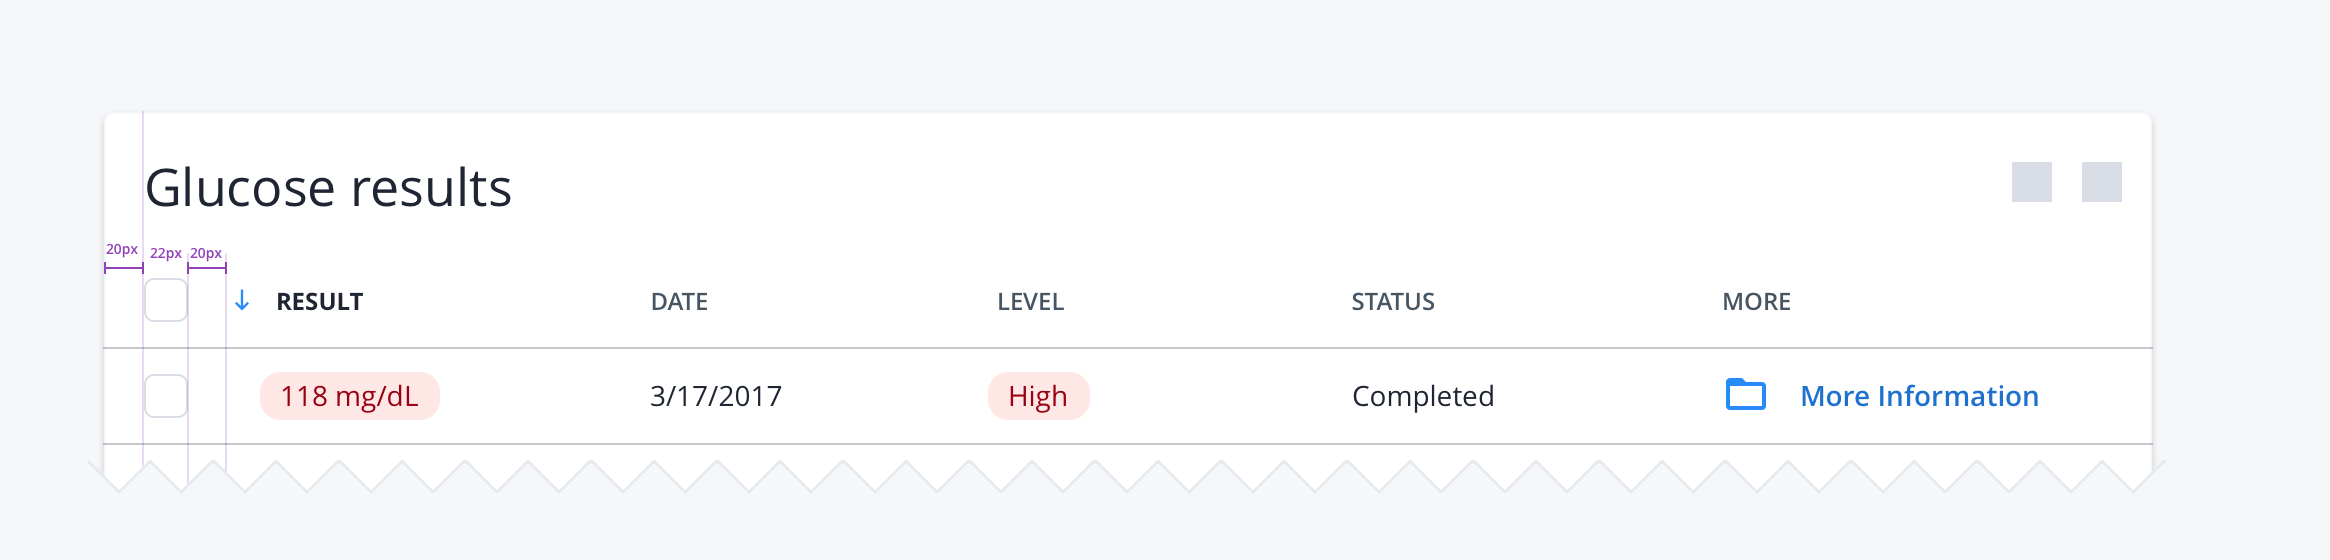 Glucose results
20px 22px 20px
RESULT DATE LEVEL STATUS MORE
118 mg/dL 3/17/2017 High Completed More Information